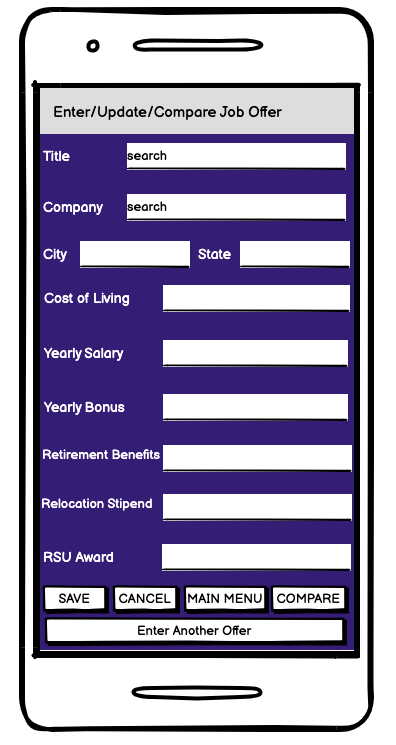 Enter/Update/Compare Job Offer
Title search
Company search
City State
Cost of Living
Yearly Salary
Yearly Bonus
Retirement Benefits
Relocation Stipend
RSU Award
SAVE CANCEL MAIN MENU COMPARE
Enter Another Offer